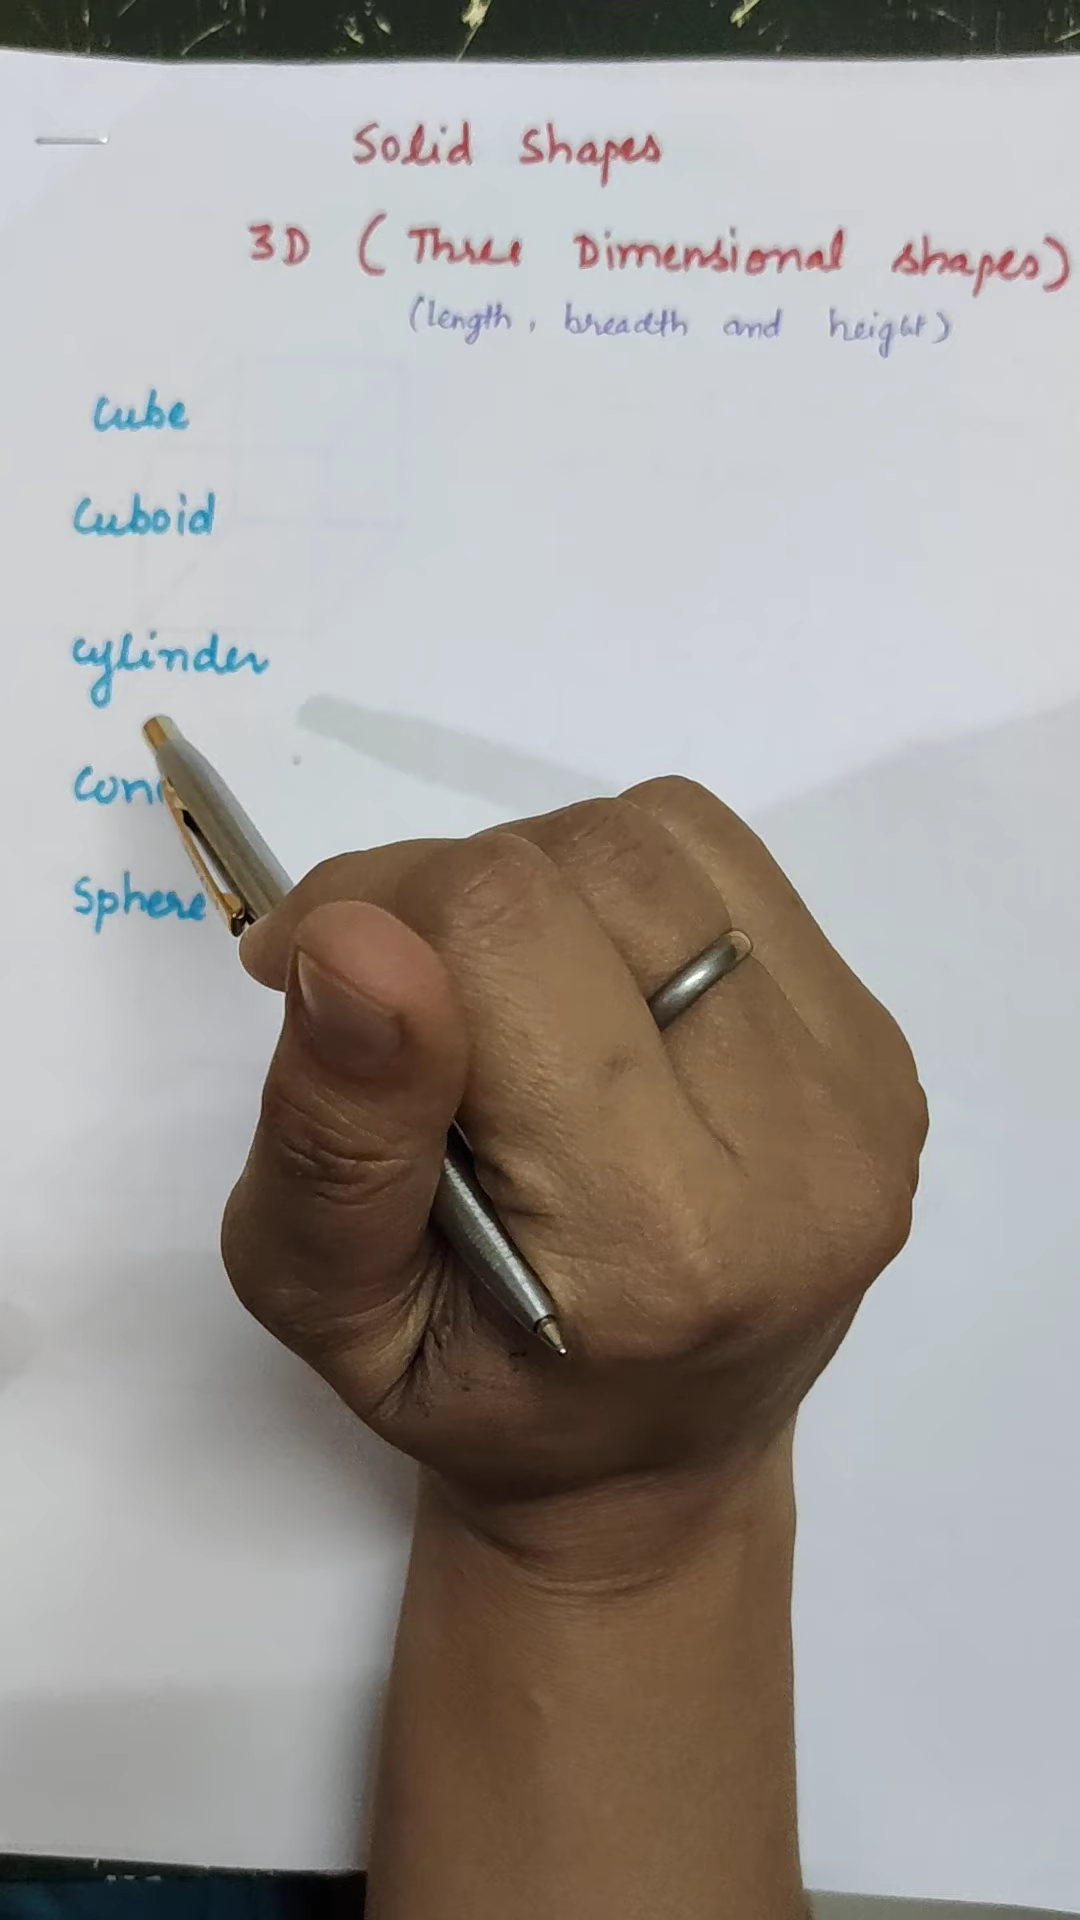 Solid Shapes
3D (Three Dimensional shapes)
(length, breadth and height)
Cube
Cuboid
Cylinder
Sphere